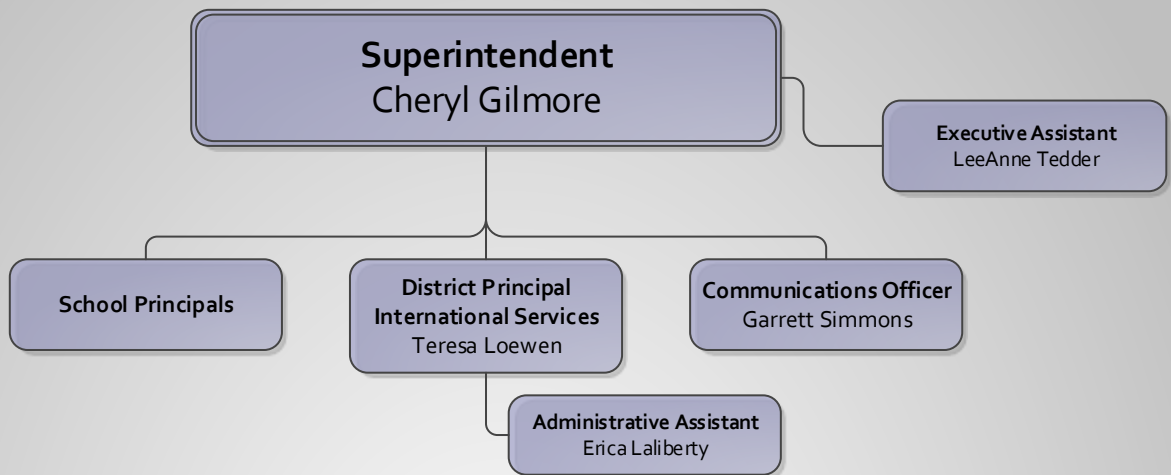 Superintendent
Cheryl Gilmore
Executive Assistant
LeeAnne Tedder
School Principals
District Principal
International Services
Teresa Loewen
Communications Officer
Garrett Simmons
Administrative Assistant
Erica Laliberty